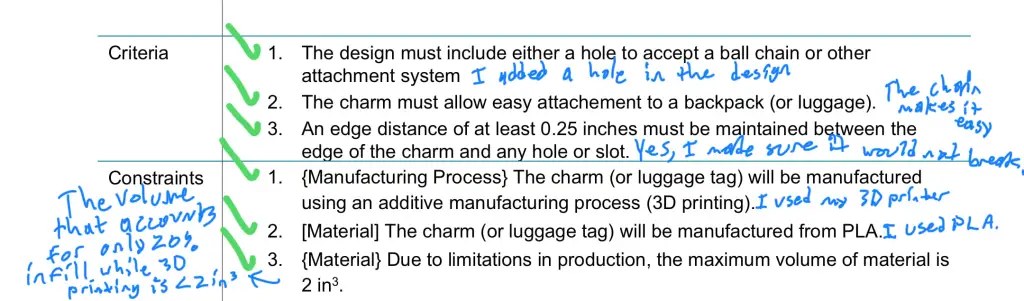 Criteria
1. The design must include either a hole to accept a ball chain or other
attachment system I added a hole in the design
2. The charm must allow easy attachement to a backpack (or luggage). The chain
makes it
easy
3. An edge distance of at least 0.25 inches must be maintained between the
edge of the charm and any hole or slot. Yes, I made sure it would not break.
Constraints
1. {Manufacturing Process} The charm (or luggage tag) will be manufactured
using an additive manufacturing process (3D printing). I used my 3D printer
2. [Material] The charm (or luggage tag) will be manufactured from PLA. I used PLA.
3. {Material} Due to limitations in production, the maximum volume of material is
2 in³.
The volume
that accounts
for only 20%
infill while 3D
printing is <2in³